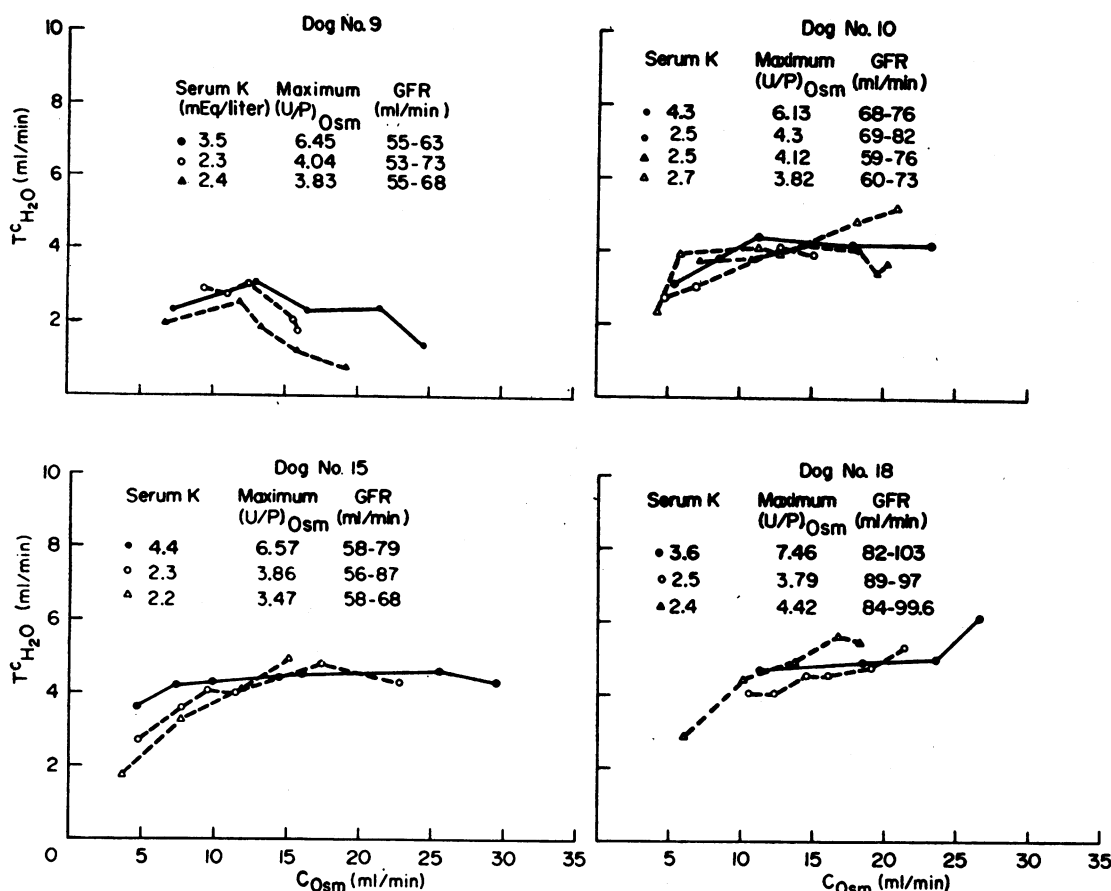 Dog No. 9
Serum K Maximum GFR
(mEq/liter) (U/P)Osm (ml/min)
• 3.5 6.45 55-63
○ 2.3 4.04 53-73
▲ 2.4 3.83 55-68
10
8
6
4
2
TcH2O (ml/min)
Dog No. 10
Serum K Maximum GFR
(U/P)Osm (ml/min)
• 4.3 6.13 68-76
• 2.5 4.3 69-82
▲ 2.5 4.12 59-76
△ 2.7 3.82 60-73
Dog No. 15
Serum K Maximum GFR
(U/P)Osm (ml/min)
• 4.4 6.57 58-79
○ 2.3 3.86 56-87
△ 2.2 3.47 58-68
10
8
6
4
2
0
TcH2O (ml/min)
5 10 15 20 25 30 35
COsm (ml/min)
Dog No. 18
Serum K Maximum GFR
(U/P)Osm (ml/min)
• 3.6 7.46 82-103
○ 2.5 3.79 89-97
▲ 2.4 4.42 84-99.6
0 5 10 15 20 25 30 35
COsm (ml/min)